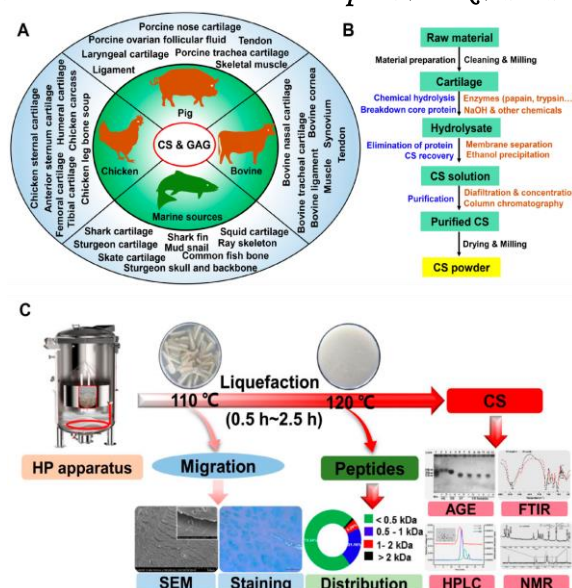 A
Porcine nose cartilage
Porcine ovarian follicular fluid
Tendon
Laryngeal cartilage
Porcine trachea cartilage
Ligament
Skeletal muscle
Pig
Chicken sternal cartilage
Anterior sternum cartilage
Femoral cartilage
Humeral cartilage
Tibial cartilage
Chicken carcass
Chicken leg bone soup
Chicken
CS & GAG
Bovine
Bovine nasal cartilage
Bovine tracheal cartilage
Bovine ligament
Bovine cornea
Muscle
Synovium
Tendon
Marine sources
Shark cartilage
Shark fin
Squid cartilage
Sturgeon cartilage
Mud snail
Ray skeleton
Skate cartilage
Common fish bone
Sturgeon skull and backbone
B
Raw material
Material preparation
Cleaning & Milling
Cartilage
Chemical hydrolysis
Enzymes (papain, trypsin...
Breakdown core protein
NaOH & other chemicals
Hydrolysate
Elimination of protein
Membrane separation
CS recovery
Ethanol precipitation
CS solution
Diafiltration & concentratio
Purification
Column chromatography
Purified CS
Drying & Milling
CS powder
C
Liquefaction
110 ℃
120 ℃
(0.5 h~2.5 h)
CS
HP apparatus
Migration
Peptides
AGE
FTIR
< 0.5 kDa
0.5 - 1 kDa
1- 2 kDa
> 2 kDa
SEM
Staining
Distribution
HPLC
NMR